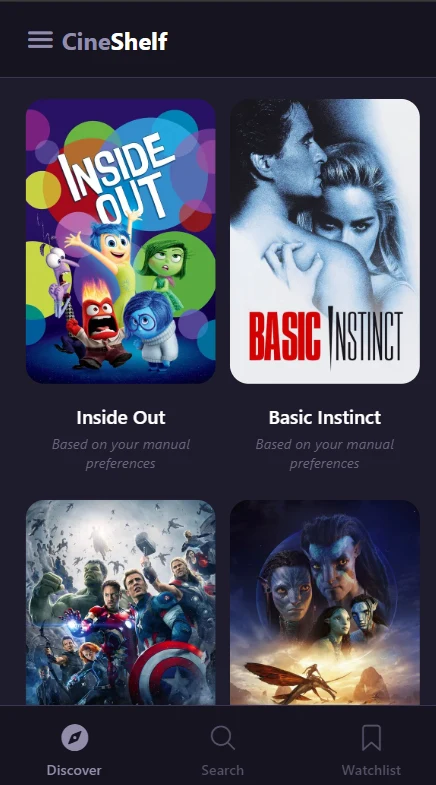 CineShelf
INSIDE
OUT
BASIC INSTINCT
Inside Out
Based on your manual
preferences
Basic Instinct
Based on your manual
preferences
Discover
Search
Watchlist